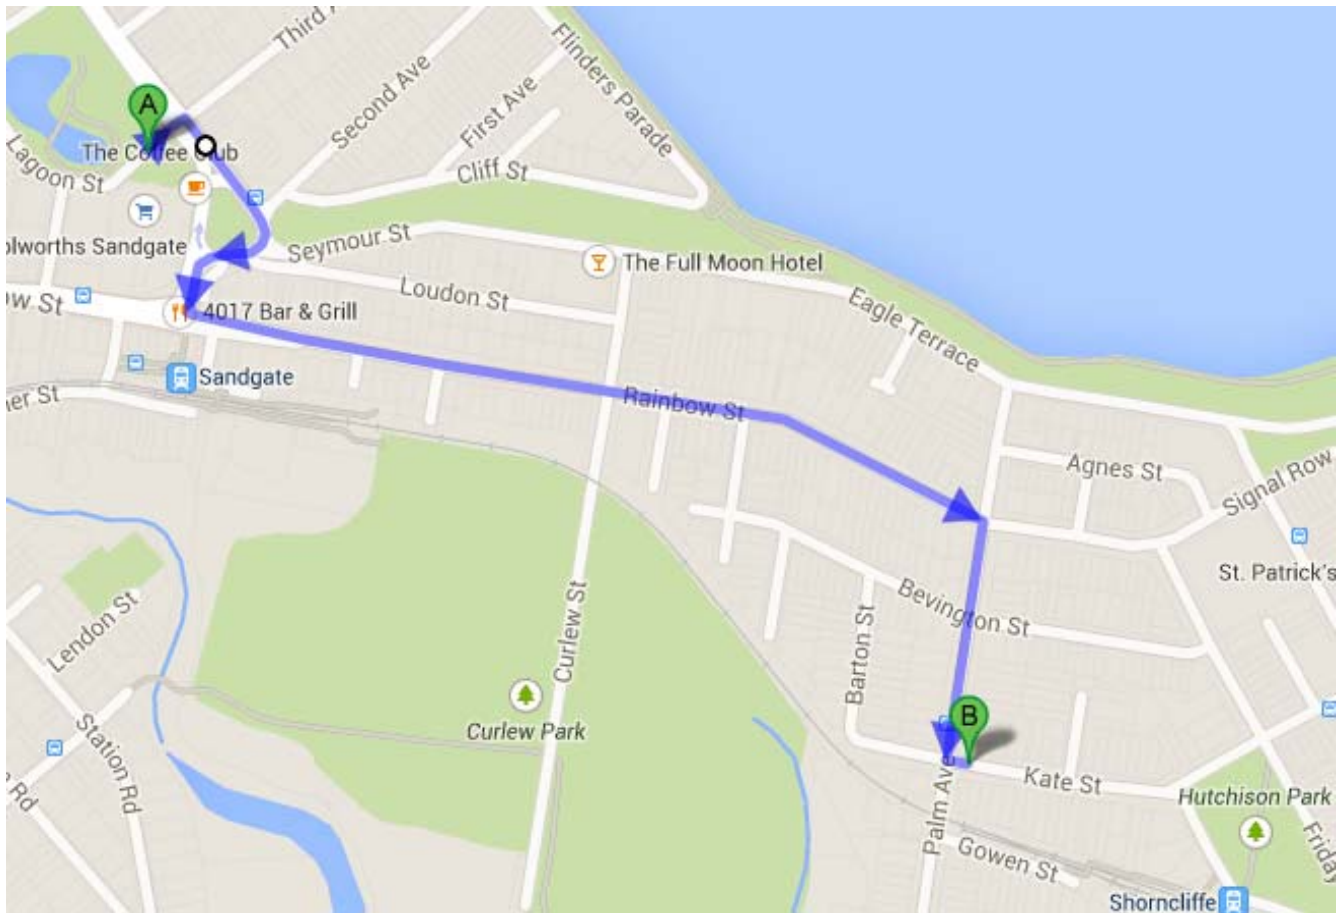 Third A
Flinders Parade
Second Ave
First Ave
A
The Coffee Club
Lagoon St
Cliff St
olworths Sandgate
Seymour St
The Full Moon Hotel
Loudon St
ow St
4017 Bar & Grill
Eagle Terrace
Sandgate
ner St
Rainbow St
Agnes St
Signal Row
St. Patrick's
Bevington St
Lendon St
Barton St
Curlew St
Curlew Park
B
Station Rd
Rd
Kate St
Palm Ave
Hutchison Park
Gowen St
Friday
Shorncliffe